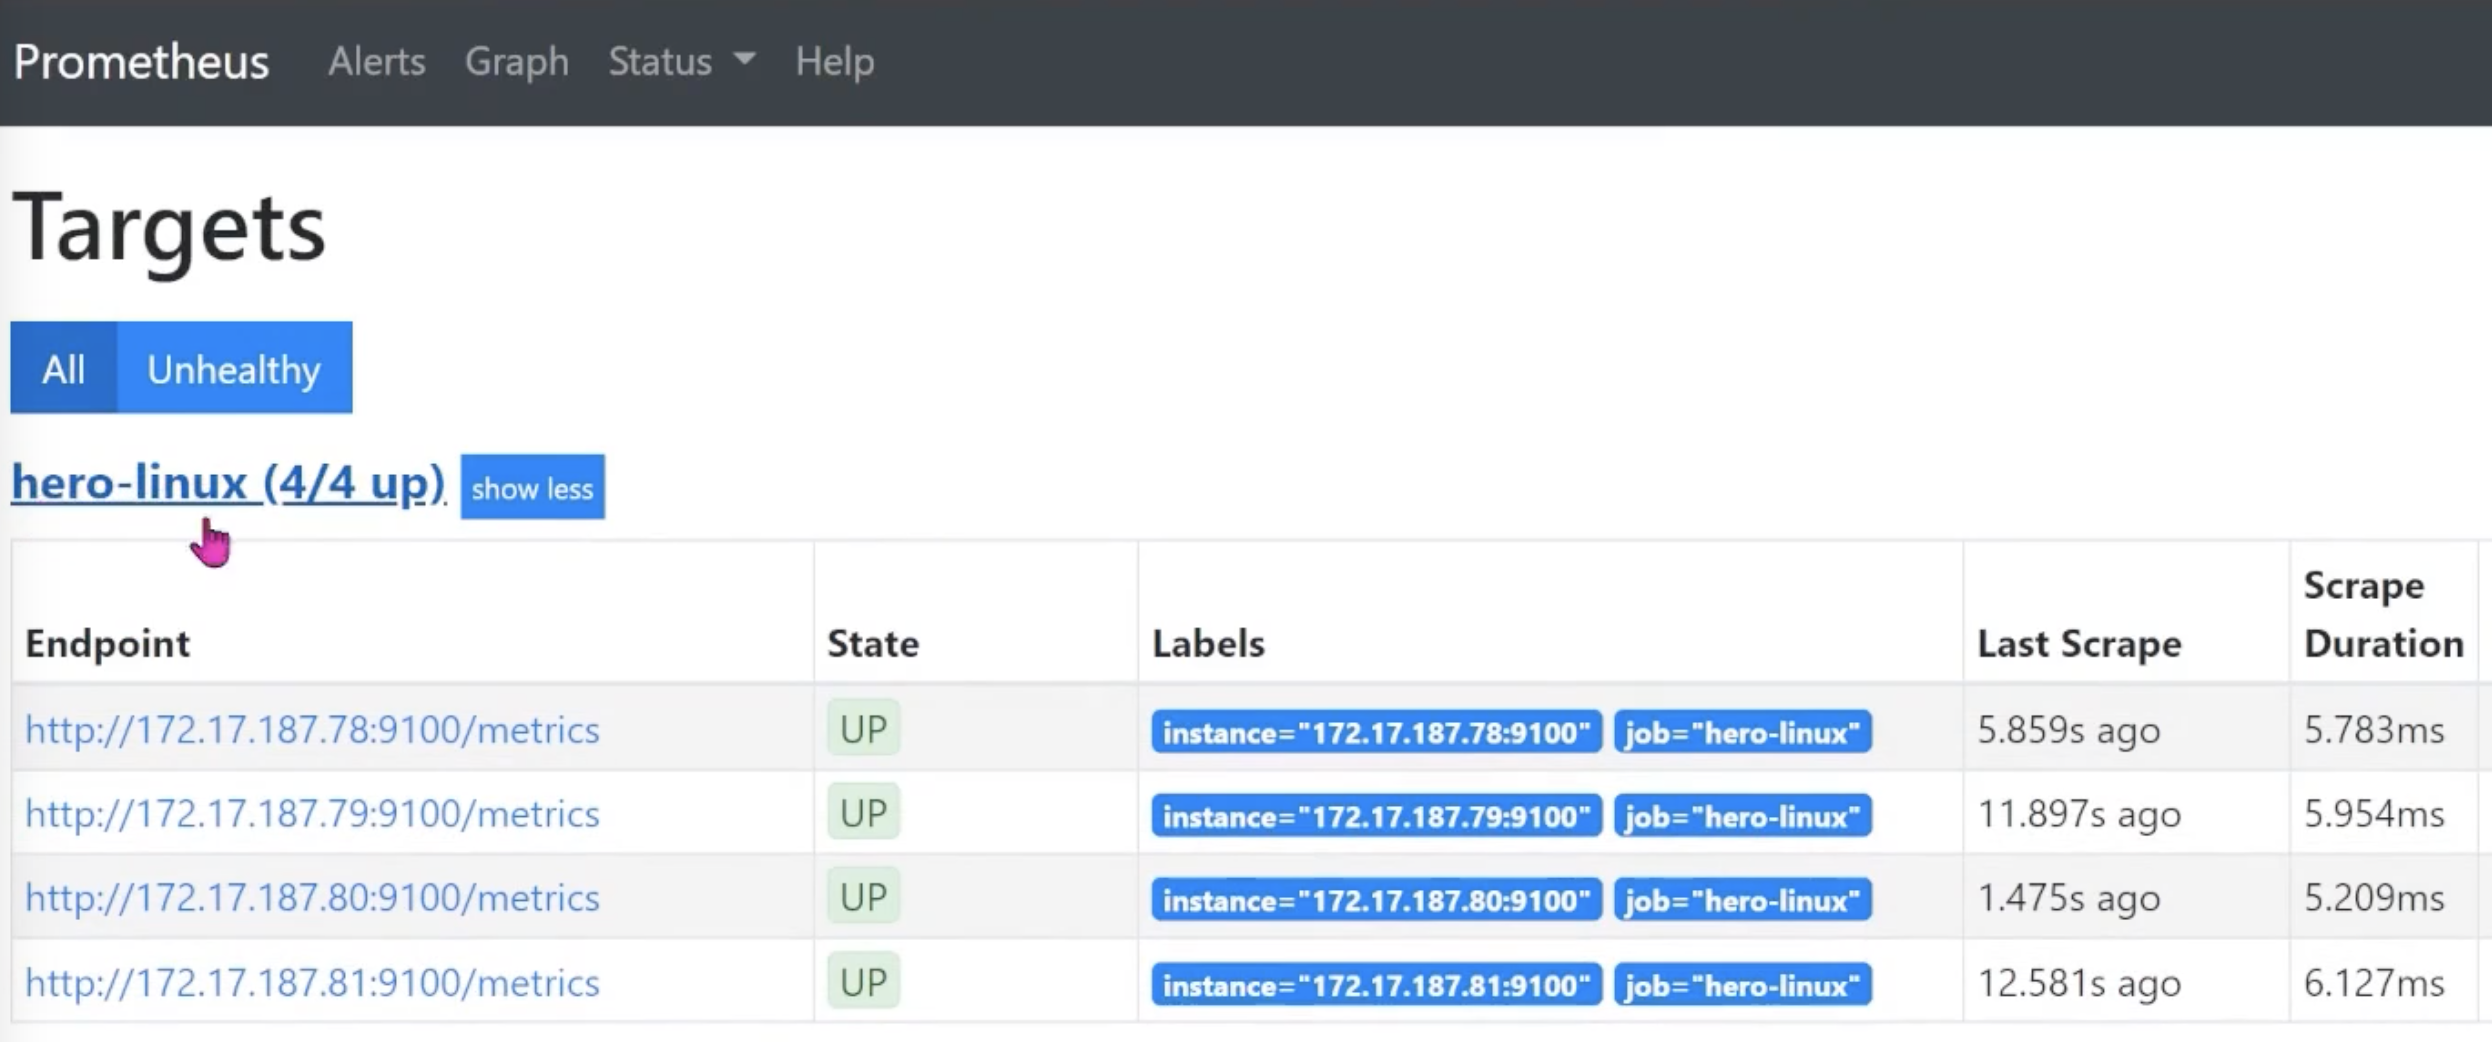 Prometheus Alerts Graph Status Help
Targets
All Unhealthy
hero-linux (4/4 up) show less
Endpoint State Labels Last Scrape Scrape Duration
http://172.17.187.78:9100/metrics UP instance="172.17.187.78:9100" job="hero-linux" 5.859s ago 5.783ms
http://172.17.187.79:9100/metrics UP instance="172.17.187.79:9100" job="hero-linux" 11.897s ago 5.954ms
http://172.17.187.80:9100/metrics UP instance="172.17.187.80:9100" job="hero-linux" 1.475s ago 5.209ms
http://172.17.187.81:9100/metrics UP instance="172.17.187.81:9100" job="hero-linux" 12.581s ago 6.127ms